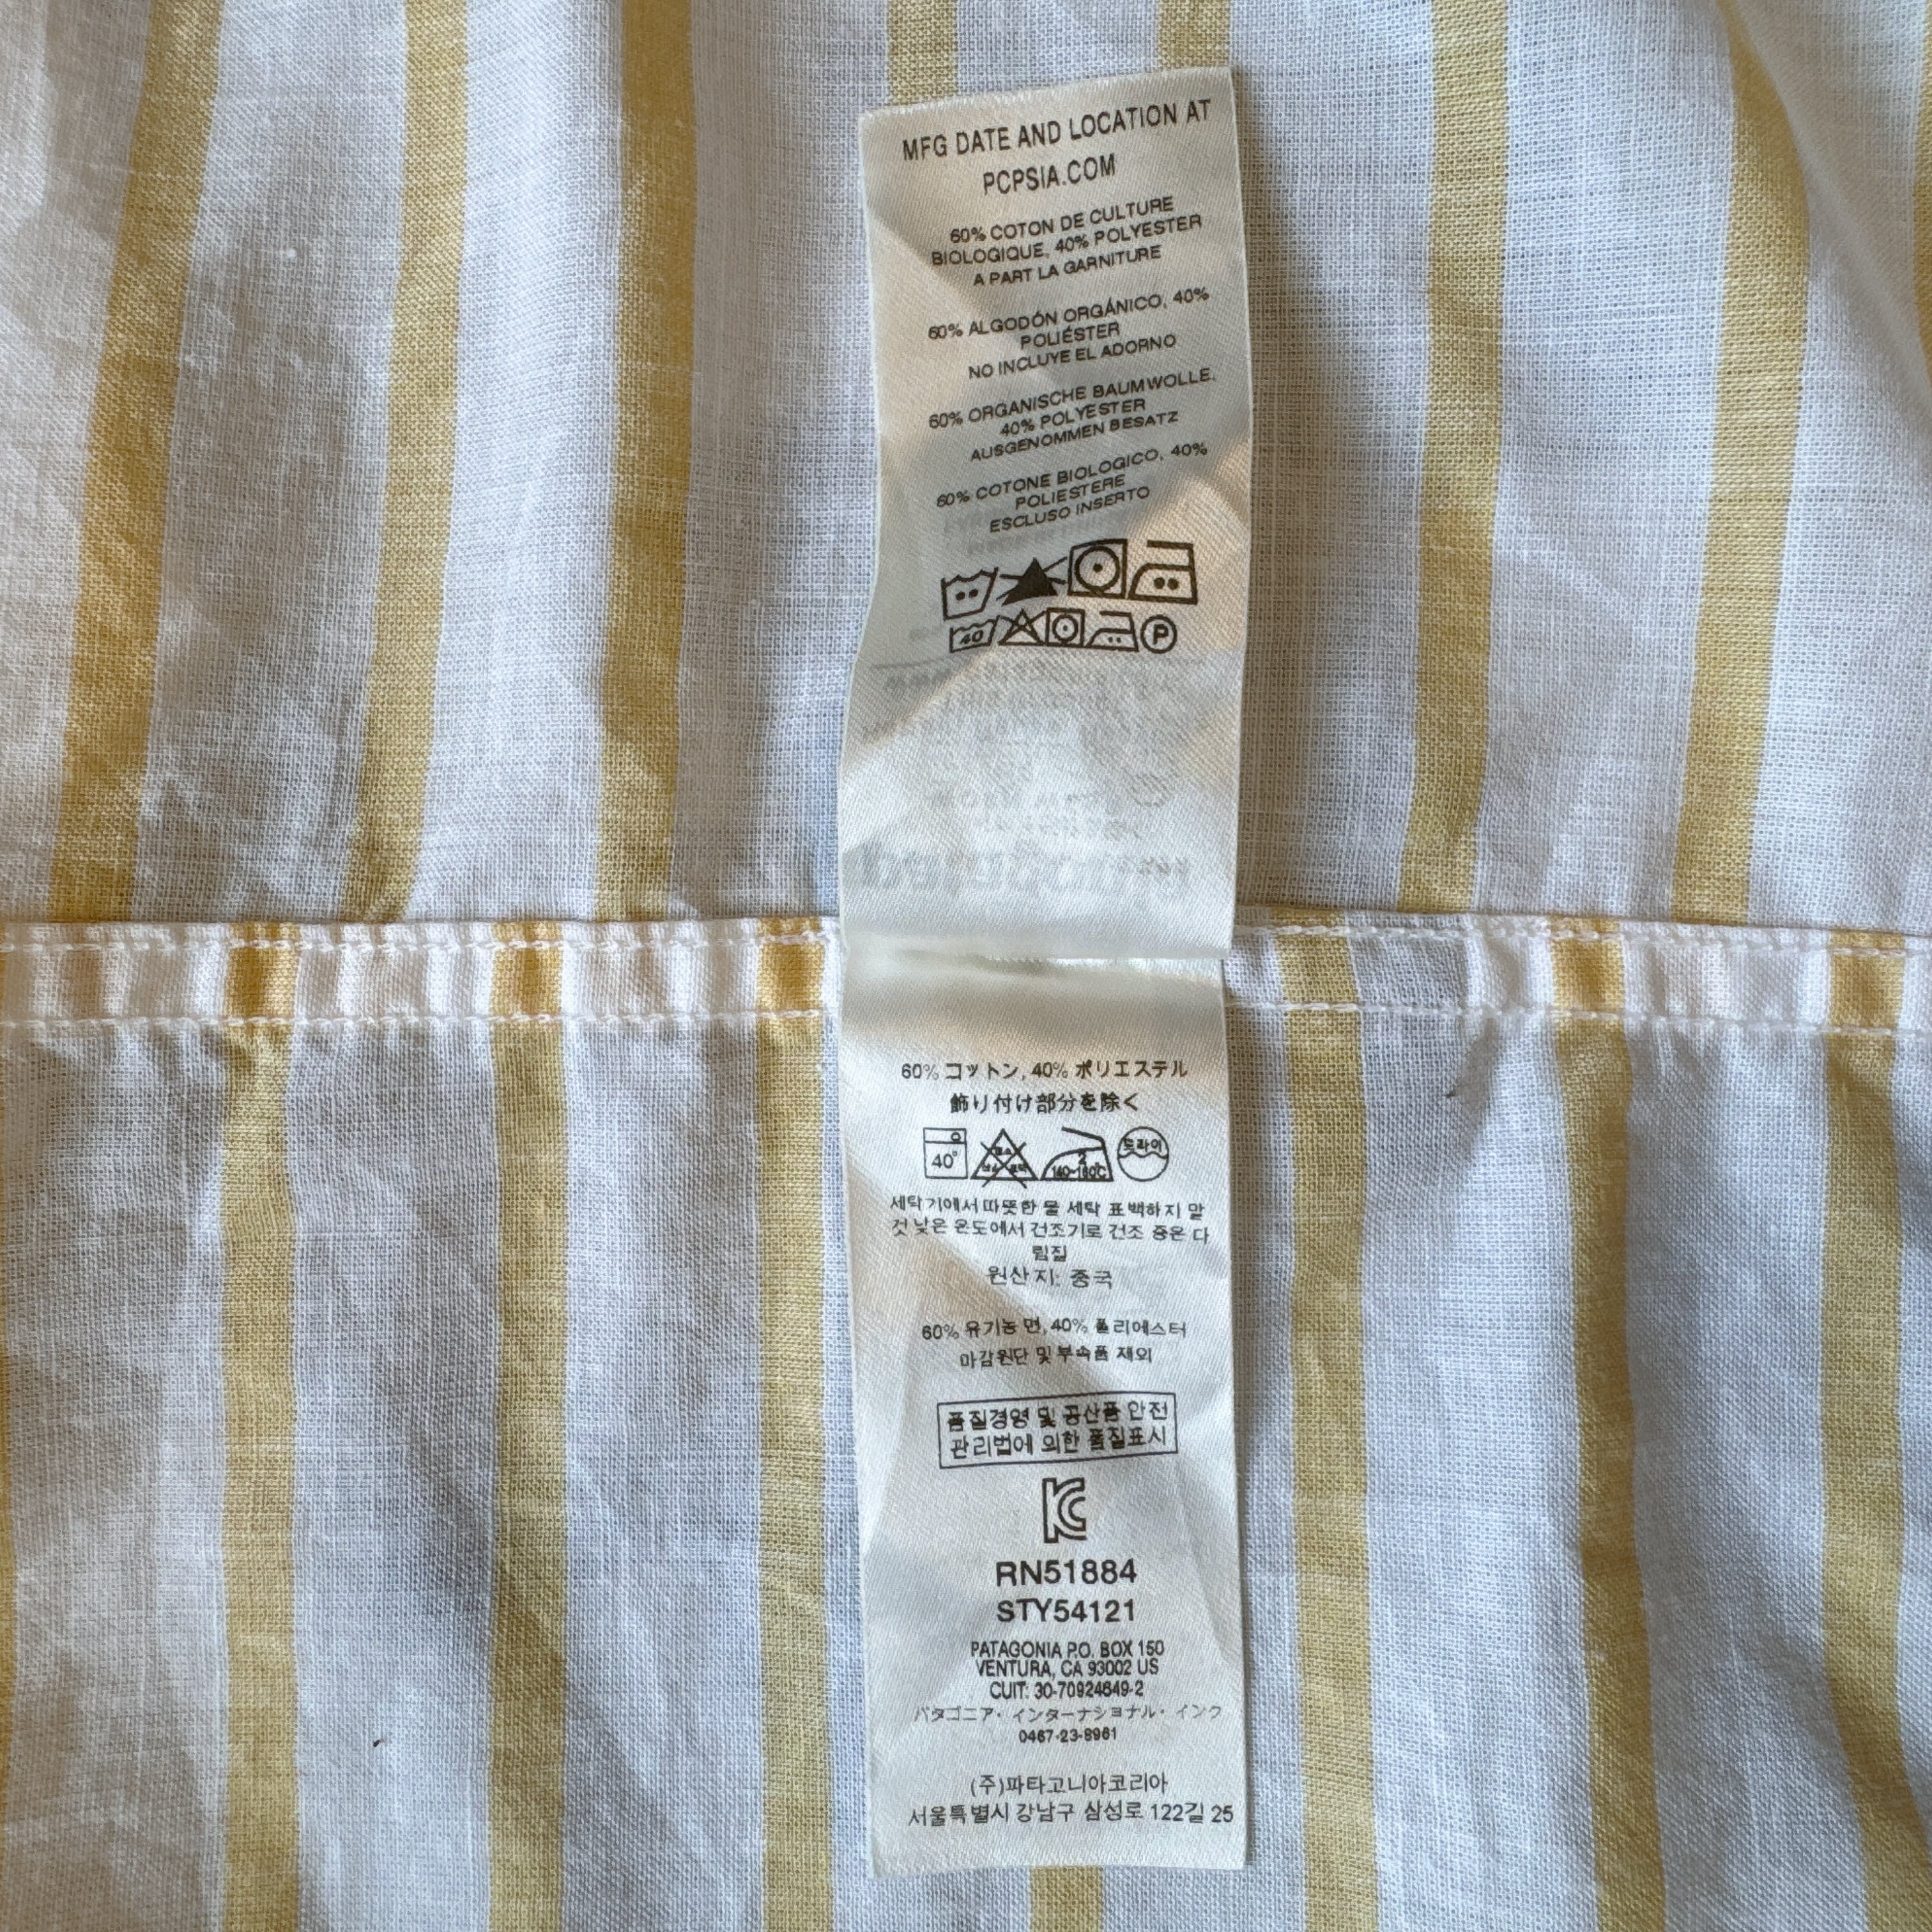 MFG DATE AND LOCATION AT
PCPSIA.COM
60% COTON DE CULTURE
BIOLOGIQUE, 40% POLYESTER
A PART LA GARNITURE
60% ALGODÓN ORGÁNICO, 40%
POLIÉSTER
NO INCLUYE EL ADORNO
60% ORGANISCHE BAUMWOLLE,
40% POLYESTER
AUSGENOMMEN BESATZ
60% COTONE BIOLOGICO, 40%
POLIESTERE
ESCLUSO INSERTO
40 P
60% コットン, 40% ポリエステル
飾り付け部分を除く
40° 2 140~160℃ 드라이
세탁기에서 따뜻한 물 세탁 표백하지 말
것 낮은 온도에서 건조기로 건조 중온 다
림질
원산지: 중국
60% 유기농 면, 40% 폴리에스터
마감원단 및 부속품 제외
품질경영 및 공산품 안전
관리법에 의한 품질표시
RN51884
STY54121
PATAGONIA P.O. BOX 150
VENTURA, CA 93002 US
CUIT: 30-70924649-2
パタゴニア・インターナショナル・インク
0467-23-8961
(주)파타고니아코리아
서울특별시 강남구 삼성로 122길 25